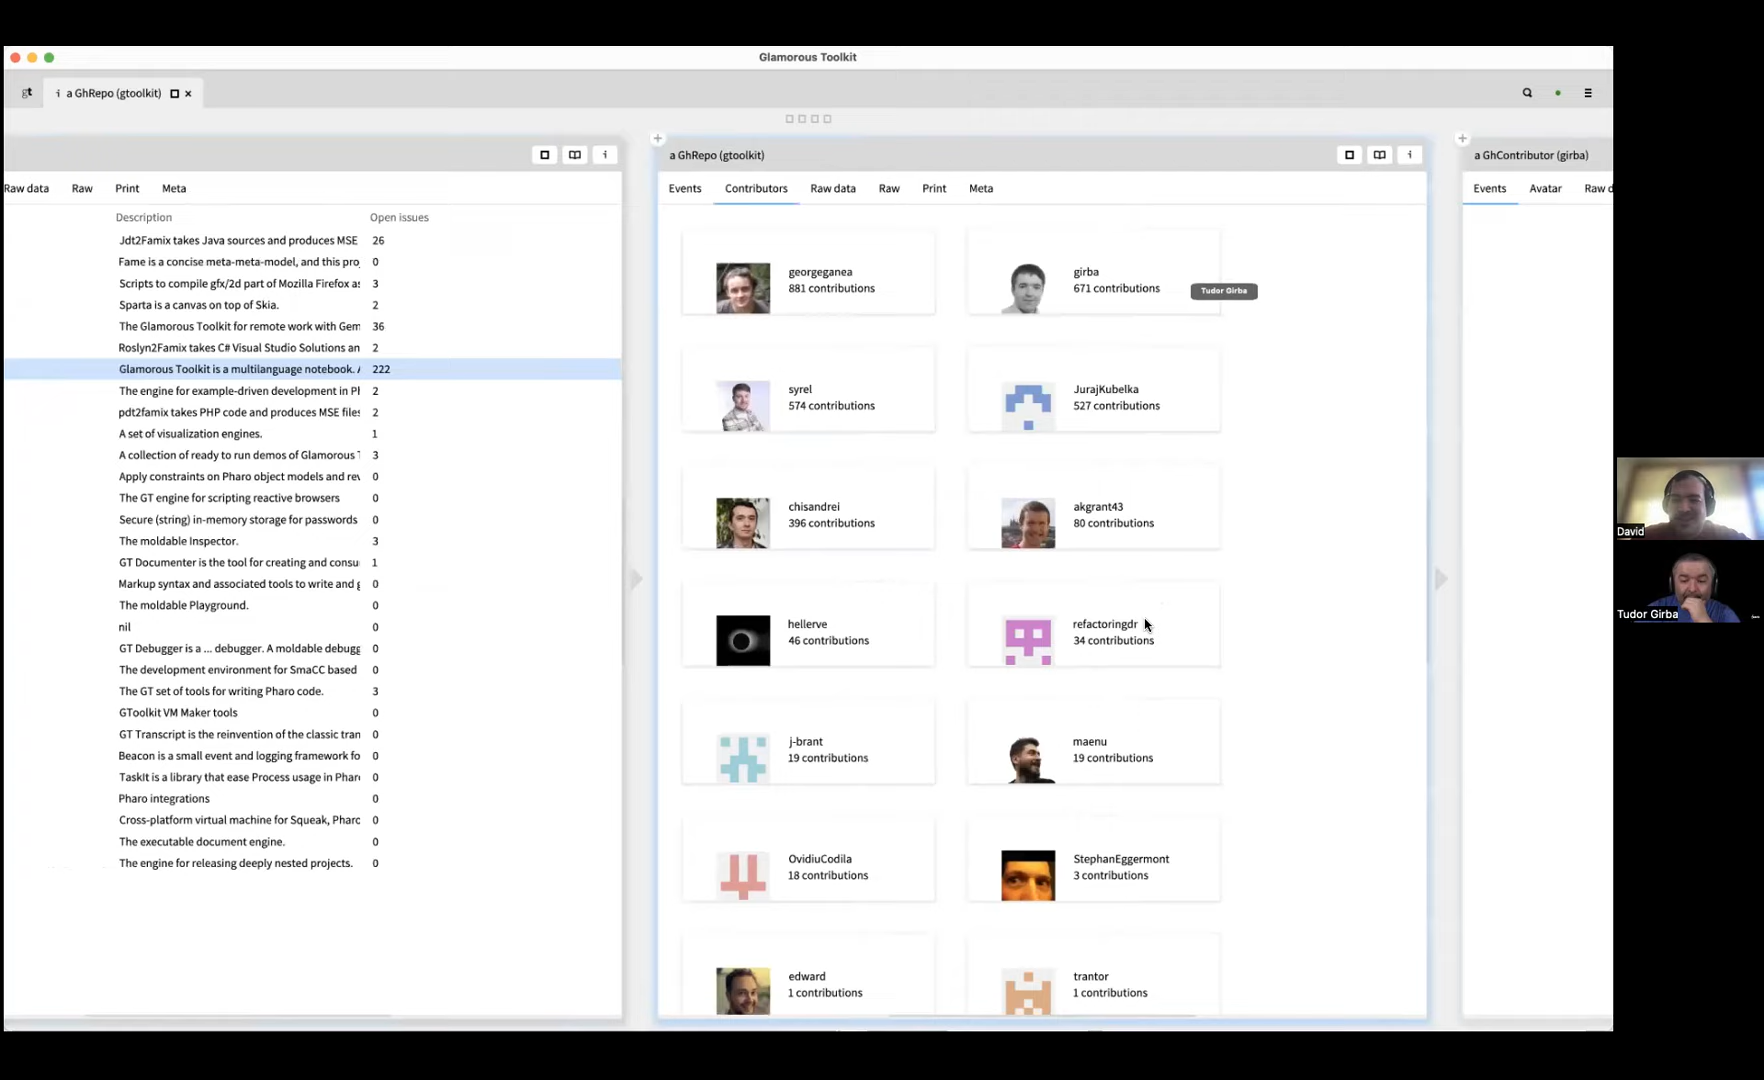 Glamorous Toolkit
gt
i a GhRepo (gtoolkit)
a GhRepo (gtoolkit)
a GhContributor (girba)
Raw data Raw Print Meta
Events Contributors Raw data Raw Print Meta
Events Avatar Raw d
Description Open issues
Jdt2Famix takes Java sources and produces MSE 26
Fame is a concise meta-meta-model, and this pro 0
Scripts to compile gfx/2d part of Mozilla Firefox as 3
Sparta is a canvas on top of Skia. 2
The Glamorous Toolkit for remote work with Gem 36
Roslyn2Famix takes C# Visual Studio Solutions an 2
Glamorous Toolkit is a multilanguage notebook. 222
The engine for example-driven development in Ph 2
pdt2famix takes PHP code and produces MSE files 2
A set of visualization engines. 1
A collection of ready to run demos of Glamorous T 3
Apply constraints on Pharo object models and rev 0
The GT engine for scripting reactive browsers 0
Secure (string) in-memory storage for passwords 0
The moldable Inspector. 3
GT Documenter is the tool for creating and consu 1
Markup syntax and associated tools to write and g 0
The moldable Playground. 0
nil 0
GT Debugger is a ... debugger. A moldable debugg 0
The development environment for SmaCC based 0
The GT set of tools for writing Pharo code. 3
GToolkit VM Maker tools 0
GT Transcript is the reinvention of the classic tran 0
Beacon is a small event and logging framework fo 0
TaskIt is a library that ease Process usage in Pharo 0
Pharo integrations 0
Cross-platform virtual machine for Squeak, Pharo 0
The executable document engine. 0
The engine for releasing deeply nested projects. 0
georgeganea
881 contributions
girba
671 contributions
Tudor Girba
syrel
574 contributions
JurajKubelka
527 contributions
chisandrei
396 contributions
akgrant43
80 contributions
hellerve
46 contributions
refactoringdr
34 contributions
j-brant
19 contributions
maenu
19 contributions
OvidiuCodila
18 contributions
StephanEggermont
3 contributions
edward
1 contributions
trantor
1 contributions
David
Tudor Girba